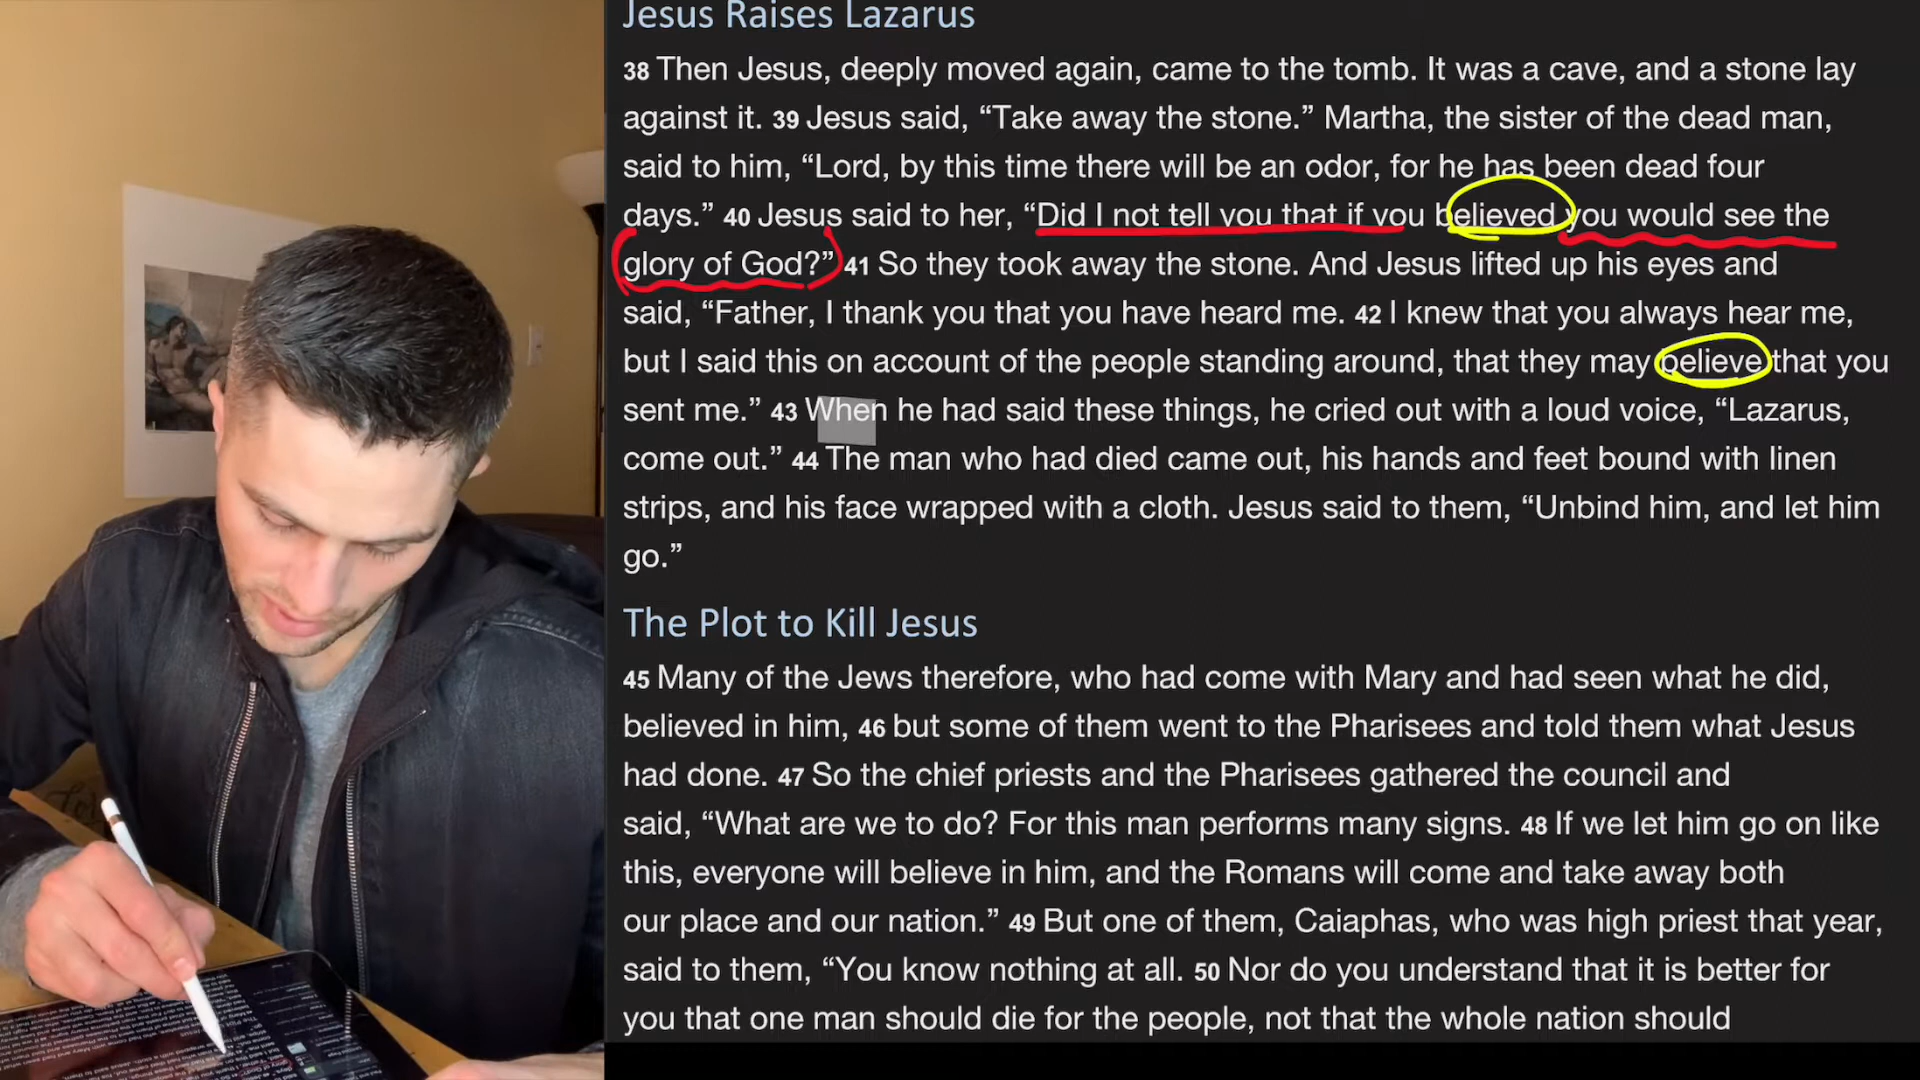 Jesus Raises Lazarus
38 Then Jesus, deeply moved again, came to the tomb. It was a cave, and a stone lay
against it. 39 Jesus said, “Take away the stone.” Martha, the sister of the dead man,
said to him, “Lord, by this time there will be an odor, for he has been dead four
days.” 40 Jesus said to her, “Did I not tell you that if you believed you would see the
glory of God?” 41 So they took away the stone. And Jesus lifted up his eyes and
said, “Father, I thank you that you have heard me. 42 I knew that you always hear me,
but I said this on account of the people standing around, that they may believe that you
sent me.” 43 When he had said these things, he cried out with a loud voice, “Lazarus,
come out.” 44 The man who had died came out, his hands and feet bound with linen
strips, and his face wrapped with a cloth. Jesus said to them, “Unbind him, and let him
go.”
The Plot to Kill Jesus
45 Many of the Jews therefore, who had come with Mary and had seen what he did,
believed in him, 46 but some of them went to the Pharisees and told them what Jesus
had done. 47 So the chief priests and the Pharisees gathered the council and
said, “What are we to do? For this man performs many signs. 48 If we let him go on like
this, everyone will believe in him, and the Romans will come and take away both
our place and our nation.” 49 But one of them, Caiaphas, who was high priest that year,
said to them, “You know nothing at all. 50 Nor do you understand that it is better for
you that one man should die for the people, not that the whole nation should